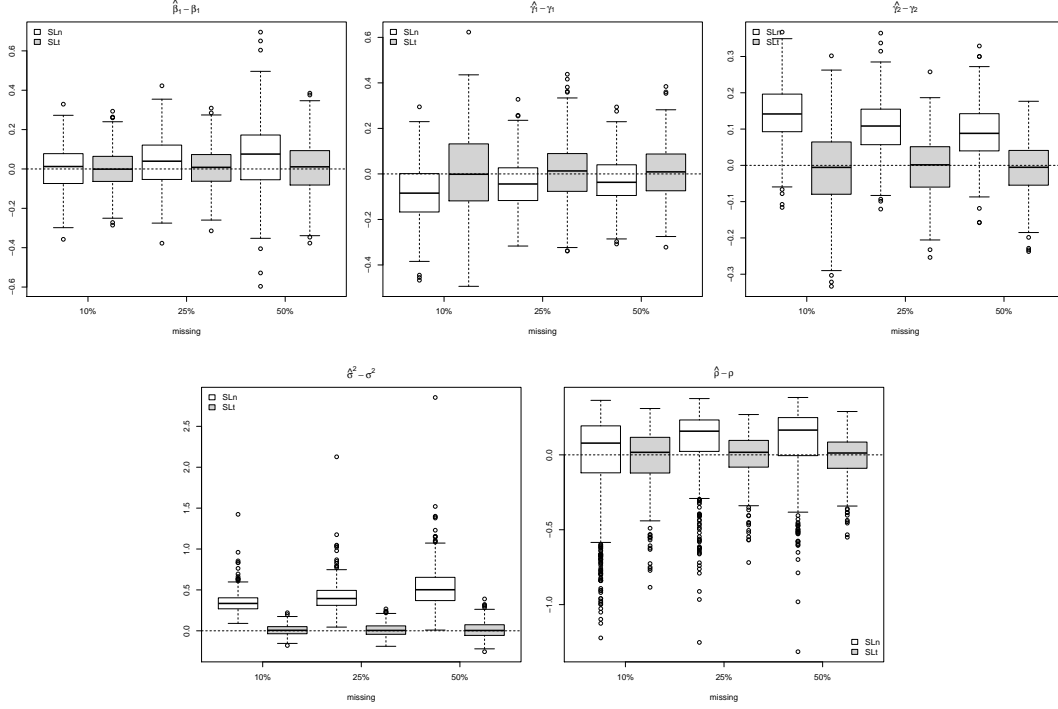 β̂₁ − β₁
SLn
SLt
0.6
0.4
0.2
0.0
−0.2
−0.4
−0.6
10%
25%
50%
missing
γ̂₁ − γ₁
SLn
SLt
0.6
0.4
0.2
0.0
−0.2
−0.4
10%
25%
50%
missing
γ̂₂ − γ₂
SLn
SLt
0.3
0.2
0.1
0.0
−0.1
−0.2
−0.3
10%
25%
50%
missing
σ̂² − σ²
SLn
SLt
2.5
2.0
1.5
1.0
0.5
0.0
10%
25%
50%
missing
ρ̂ − ρ
0.0
−0.5
−1.0
SLn
SLt
10%
25%
50%
missing